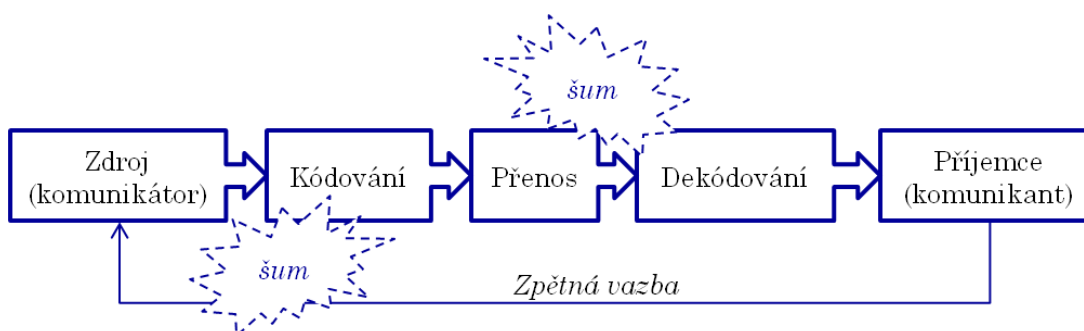 šum
Zdroj
(komunikátor)
Kódování
Přenos
Dekódování
Příjemce
(komunikant)
šum
Zpětná vazba